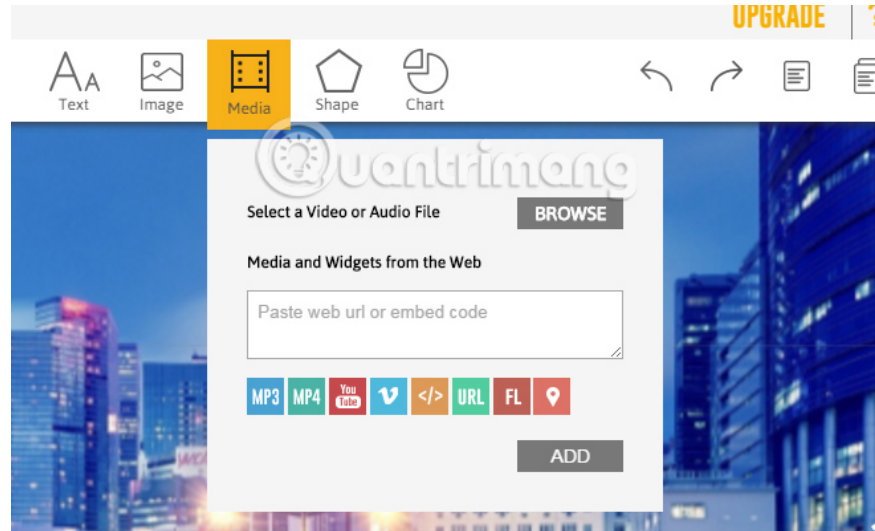 UPGRADE
AA
Text
Image
Media
Shape
Chart
Quantrimang
Select a Video or Audio File
BROWSE
Media and Widgets from the Web
Paste web url or embed code
MP3 MP4 You Tube </> URL FL
ADD